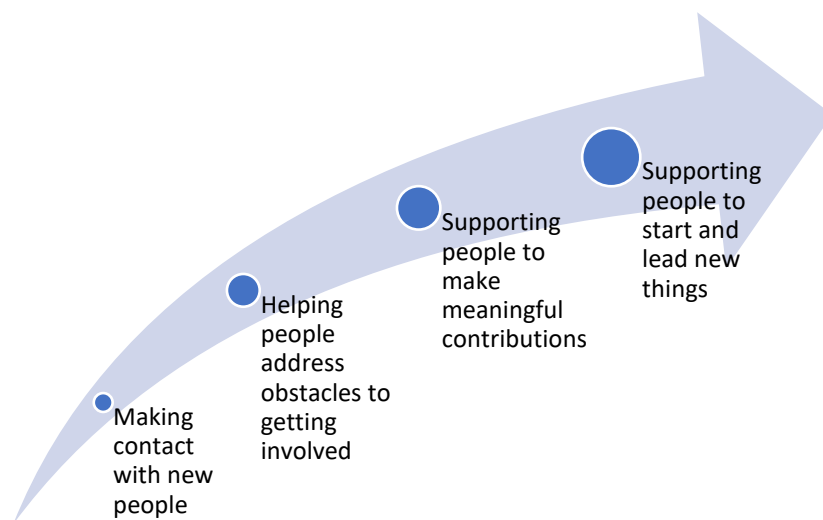 Making
contact
with new
people
Helping
people
address
obstacles to
getting
involved
Supporting
people to
make
meaningful
contributions
Supporting
people to
start and
lead new
things